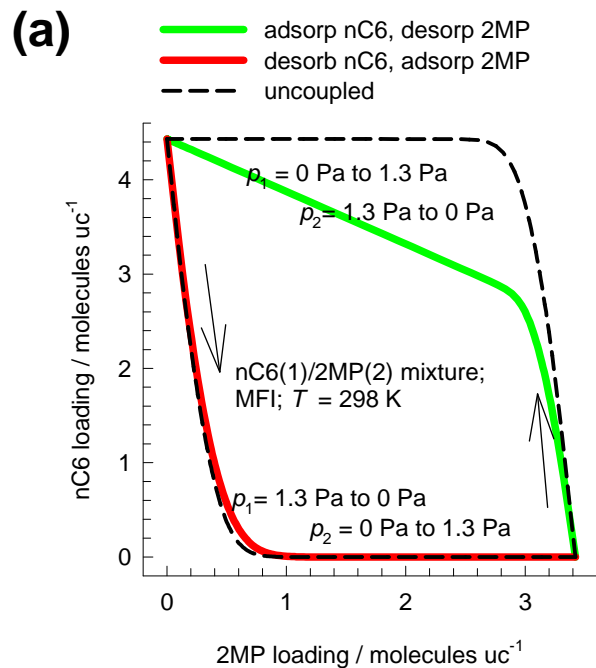 (a)
adsorp nC6, desorp 2MP
desorb nC6, adsorp 2MP
uncoupled
nC6 loading / molecules uc⁻¹
4
3
2
1
0
p₁ = 0 Pa to 1.3 Pa
p₂ = 1.3 Pa to 0 Pa
nC6(1)/2MP(2) mixture;
MFI; T = 298 K
p₁= 1.3 Pa to 0 Pa
p₂ = 0 Pa to 1.3 Pa
0 1 2 3
2MP loading / molecules uc⁻¹